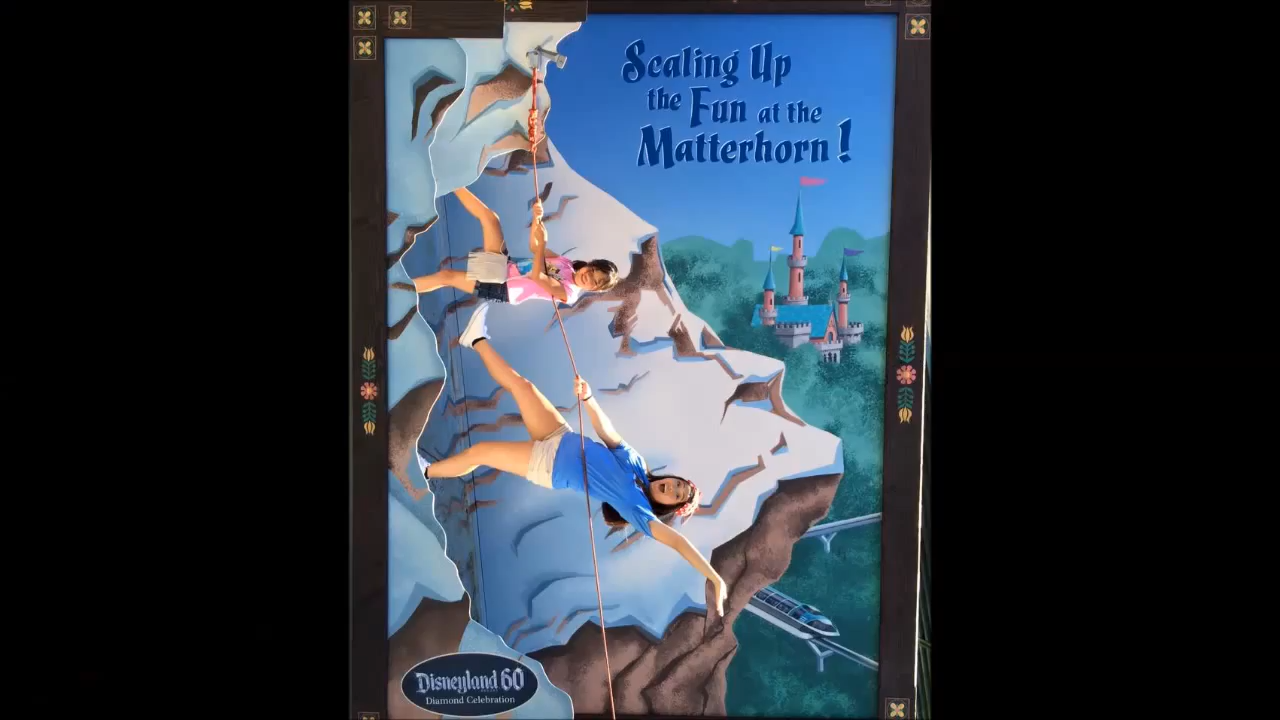 Scaling Up
the Fun at the
Matterhorn!
Disneyland 60
Diamond Celebration